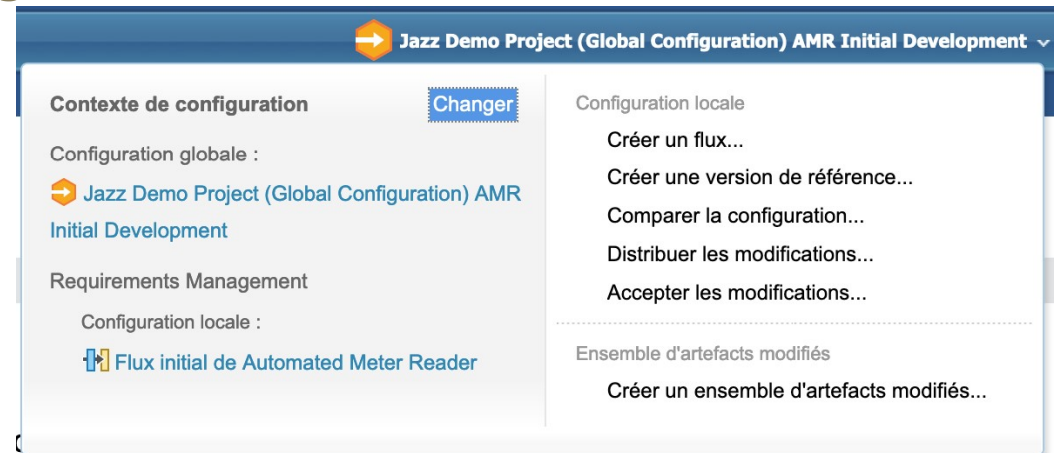 Jazz Demo Project (Global Configuration) AMR Initial Development
Contexte de configuration
Changer
Configuration globale :
Jazz Demo Project (Global Configuration) AMR
Initial Development
Requirements Management
Configuration locale :
Flux initial de Automated Meter Reader
Configuration locale
Créer un flux...
Créer une version de référence...
Comparer la configuration...
Distribuer les modifications...
Accepter les modifications...
Ensemble d'artefacts modifiés
Créer un ensemble d'artefacts modifiés...